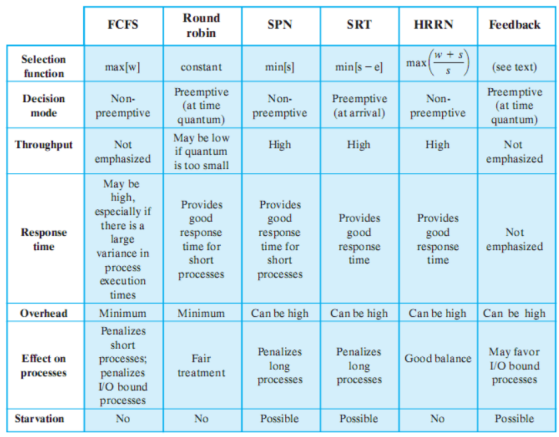 FCFS Round robin SPN SRT HRRN Feedback
Selection function max[w] constant min[s] min[s − e] max((w + s)/s) (see text)
Decision mode Non-preemptive Preemptive (at time quantum) Non-preemptive Preemptive (at arrival) Non-preemptive Preemptive (at time quantum)
Throughput Not emphasized May be low if quantum is too small High High High Not emphasized
Response time May be high, especially if there is a large variance in process execution times Provides good response time for short processes Provides good response time for short processes Provides good response time Provides good response time Not emphasized
Overhead Minimum Minimum Can be high Can be high Can be high Can be high
Effect on processes Penalizes short processes; penalizes I/O bound processes Fair treatment Penalizes long processes Penalizes long processes Good balance May favor I/O bound processes
Starvation No No Possible Possible No Possible